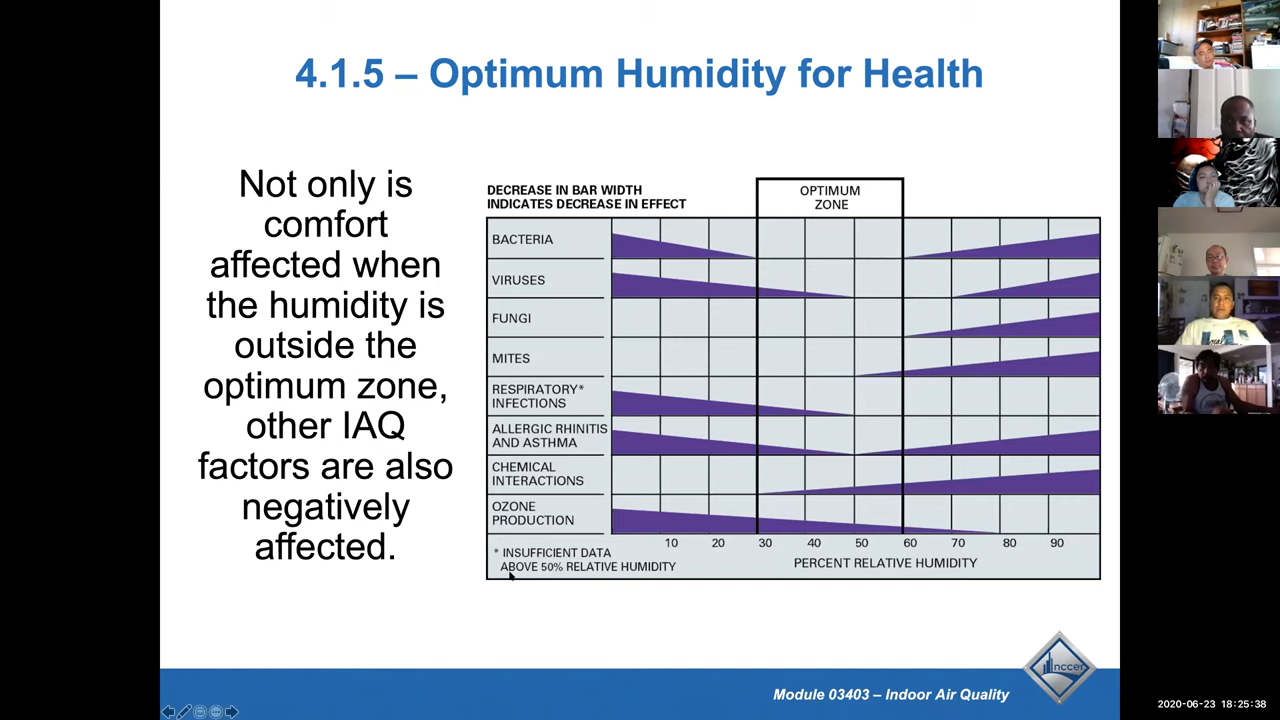 4.1.5 – Optimum Humidity for Health
Not only is
comfort
affected when
the humidity is
outside the
optimum zone,
other IAQ
factors are also
negatively
affected.
DECREASE IN BAR WIDTH
INDICATES DECREASE IN EFFECT
OPTIMUM
ZONE
BACTERIA
VIRUSES
FUNGI
MITES
RESPIRATORY*
INFECTIONS
ALLERGIC RHINITIS
AND ASTHMA
CHEMICAL
INTERACTIONS
OZONE
PRODUCTION
10 20 30 40 50 60 70 80 90
* INSUFFICIENT DATA
ABOVE 50% RELATIVE HUMIDITY
PERCENT RELATIVE HUMIDITY
nccer
Module 03403 – Indoor Air Quality
2020-06-23 18:25:38